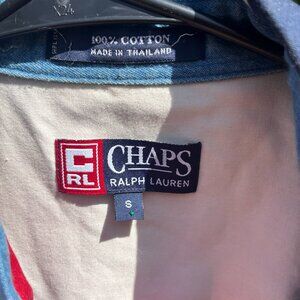 100% COTTON
MADE IN THAILAND
C
RL
CHAPS
RALPH LAUREN
S